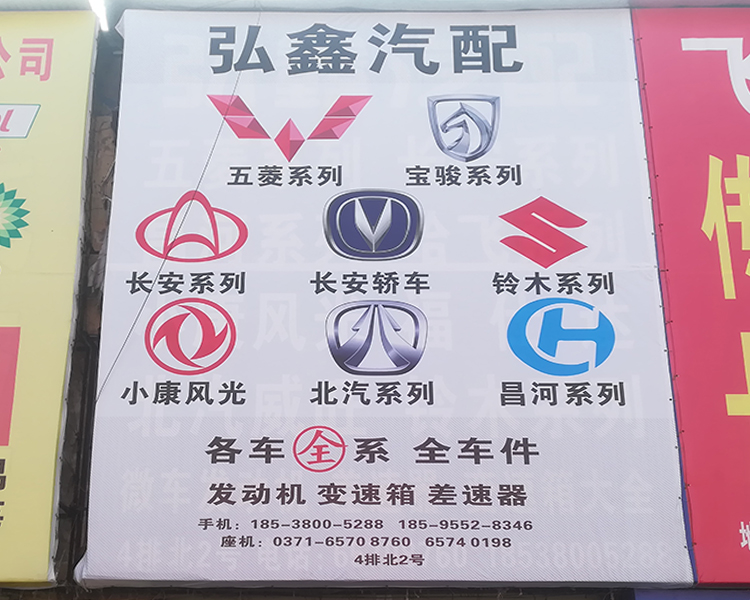 弘鑫汽配
五菱系列 宝骏系列
长安系列 长安轿车 铃木系列
小康风光 北汽系列 昌河系列
各车全系 全车件
发动机 变速箱 差速器
手机：185-3800-5288 185-9552-8346
座机：0371-6570 8760 6574 0198
4排北2号
公司
飞